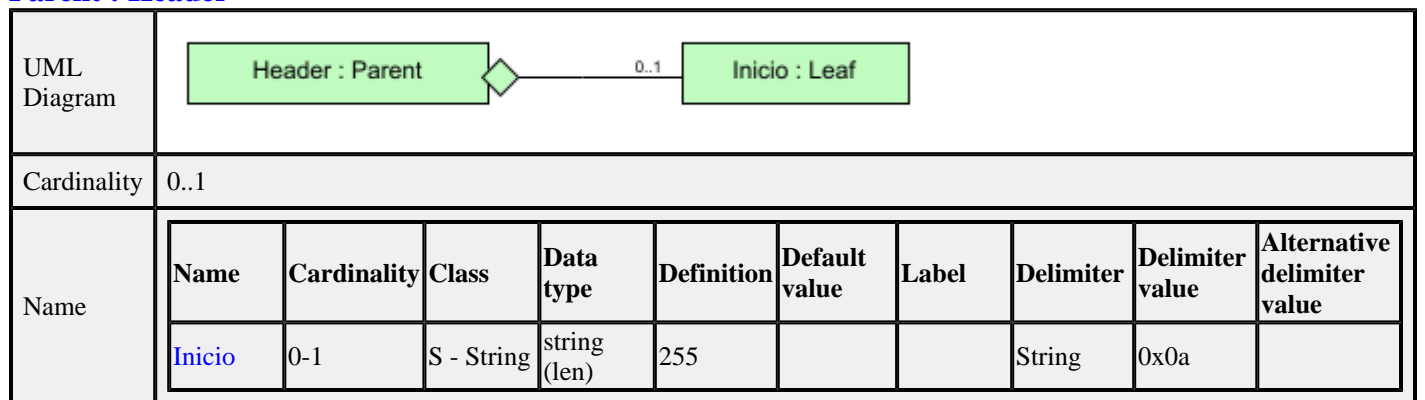 Parent : Header
UML
Diagram
Header : Parent
0..1
Inicio : Leaf
Cardinality
0..1
Name
Name
Cardinality
Class
Data
type
Definition
Default
value
Label
Delimiter
Delimiter
value
Alternative
delimiter
value
Inicio
0-1
S - String
string
(len)
255
String
0x0a